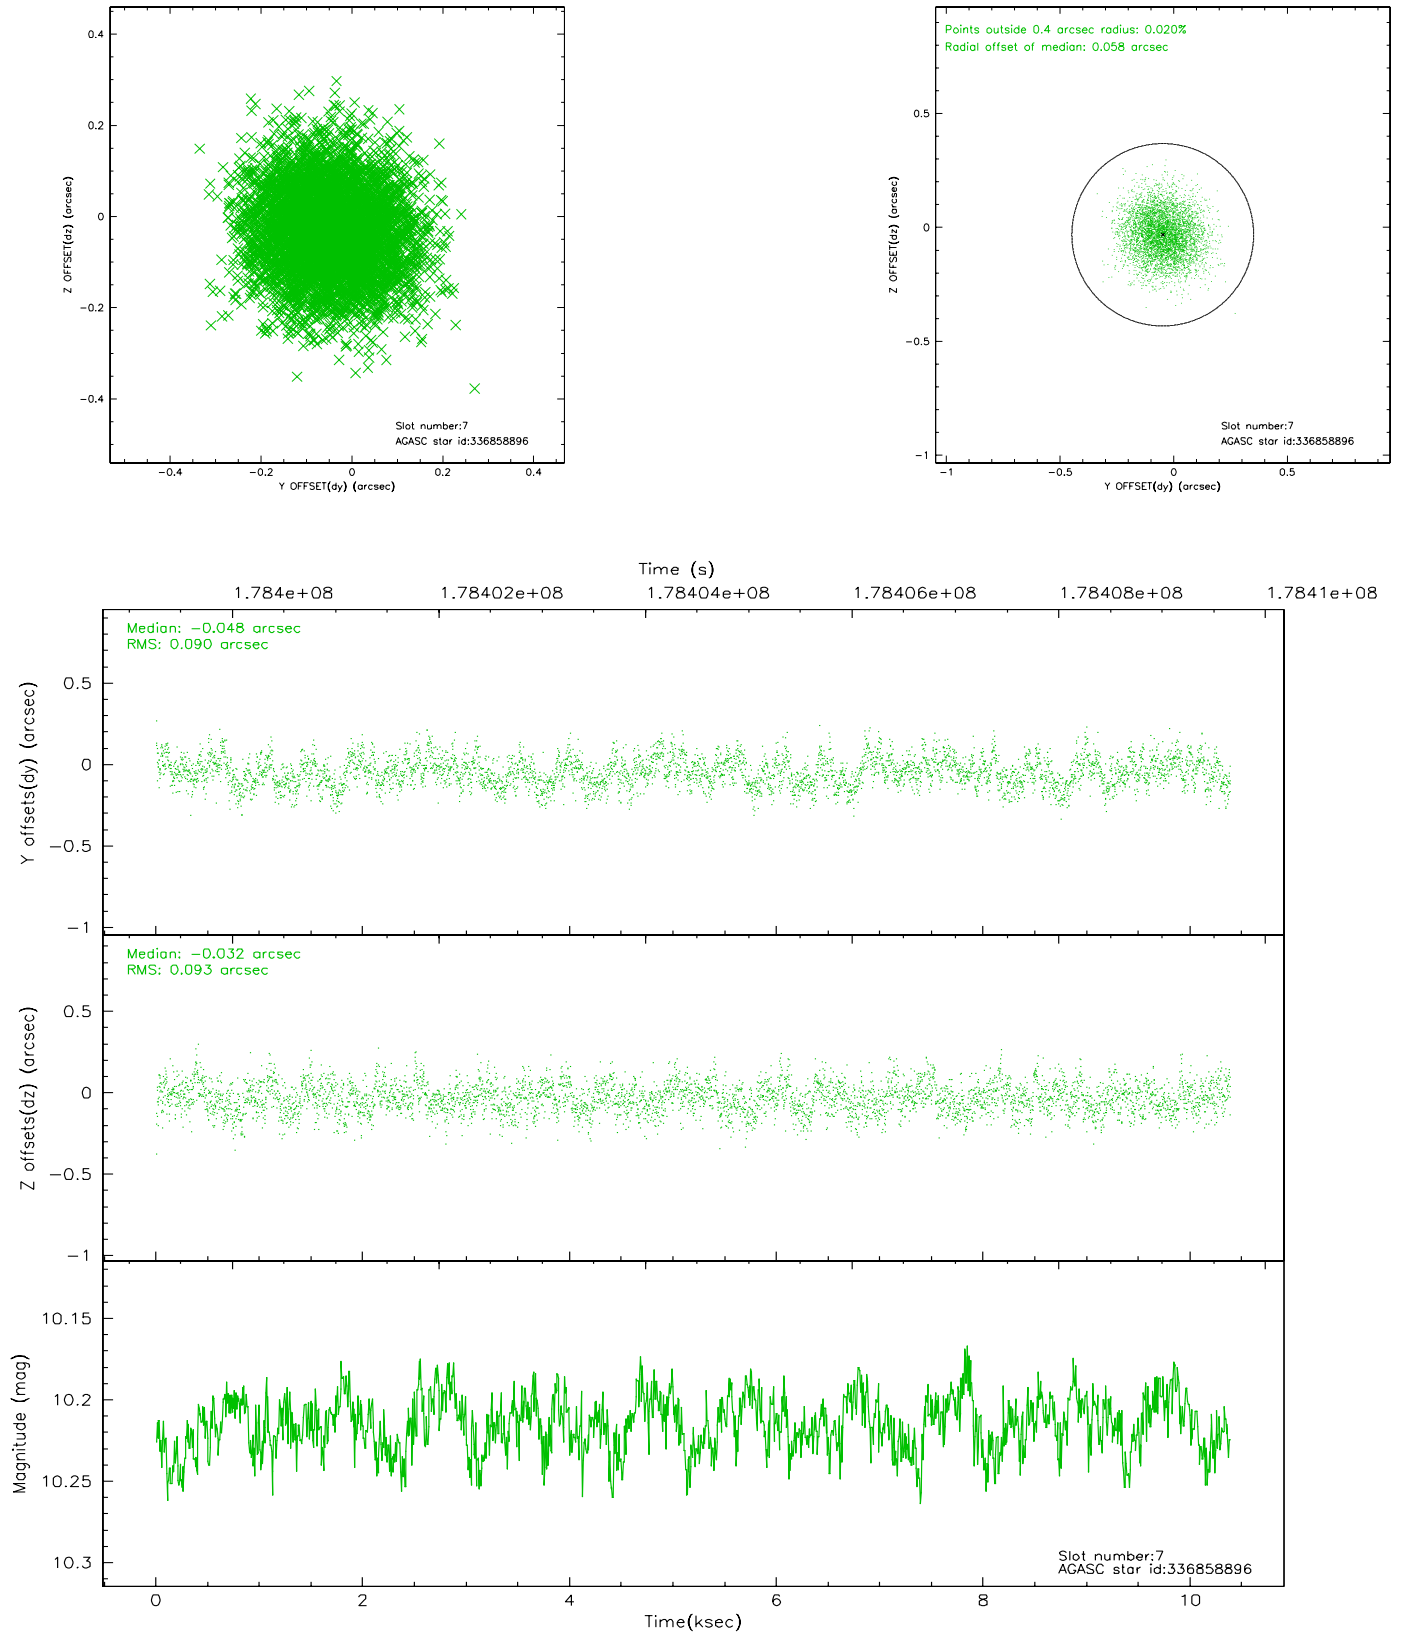 0.4
0.2
0
−0.2
−0.4
Z OFFSET(dz) (arcsec)
Slot number:7
AGASC star id:336858896
−0.4 −0.2 0 0.2 0.4
Y OFFSET(dy) (arcsec)
Points outside 0.4 arcsec radius: 0.020%
Radial offset of median: 0.058 arcsec
0.5
0
−0.5
−1
Z OFFSET(dz) (arcsec)
Slot number:7
AGASC star id:336858896
−1 −0.5 0 0.5
Y OFFSET(dy) (arcsec)
Time (s)
1.784e+08 1.78402e+08 1.78404e+08 1.78406e+08 1.78408e+08 1.7841e+08
Median: −0.048 arcsec
RMS: 0.090 arcsec
0.5
0
−0.5
−1
Y offsets(dy) (arcsec)
Median: −0.032 arcsec
RMS: 0.093 arcsec
0.5
0
−0.5
−1
Z offsets(dz) (arcsec)
10.15
10.2
10.25
10.3
Magnitude (mag)
Slot number:7
AGASC star id:336858896
0 2 4 6 8 10
Time(ksec)